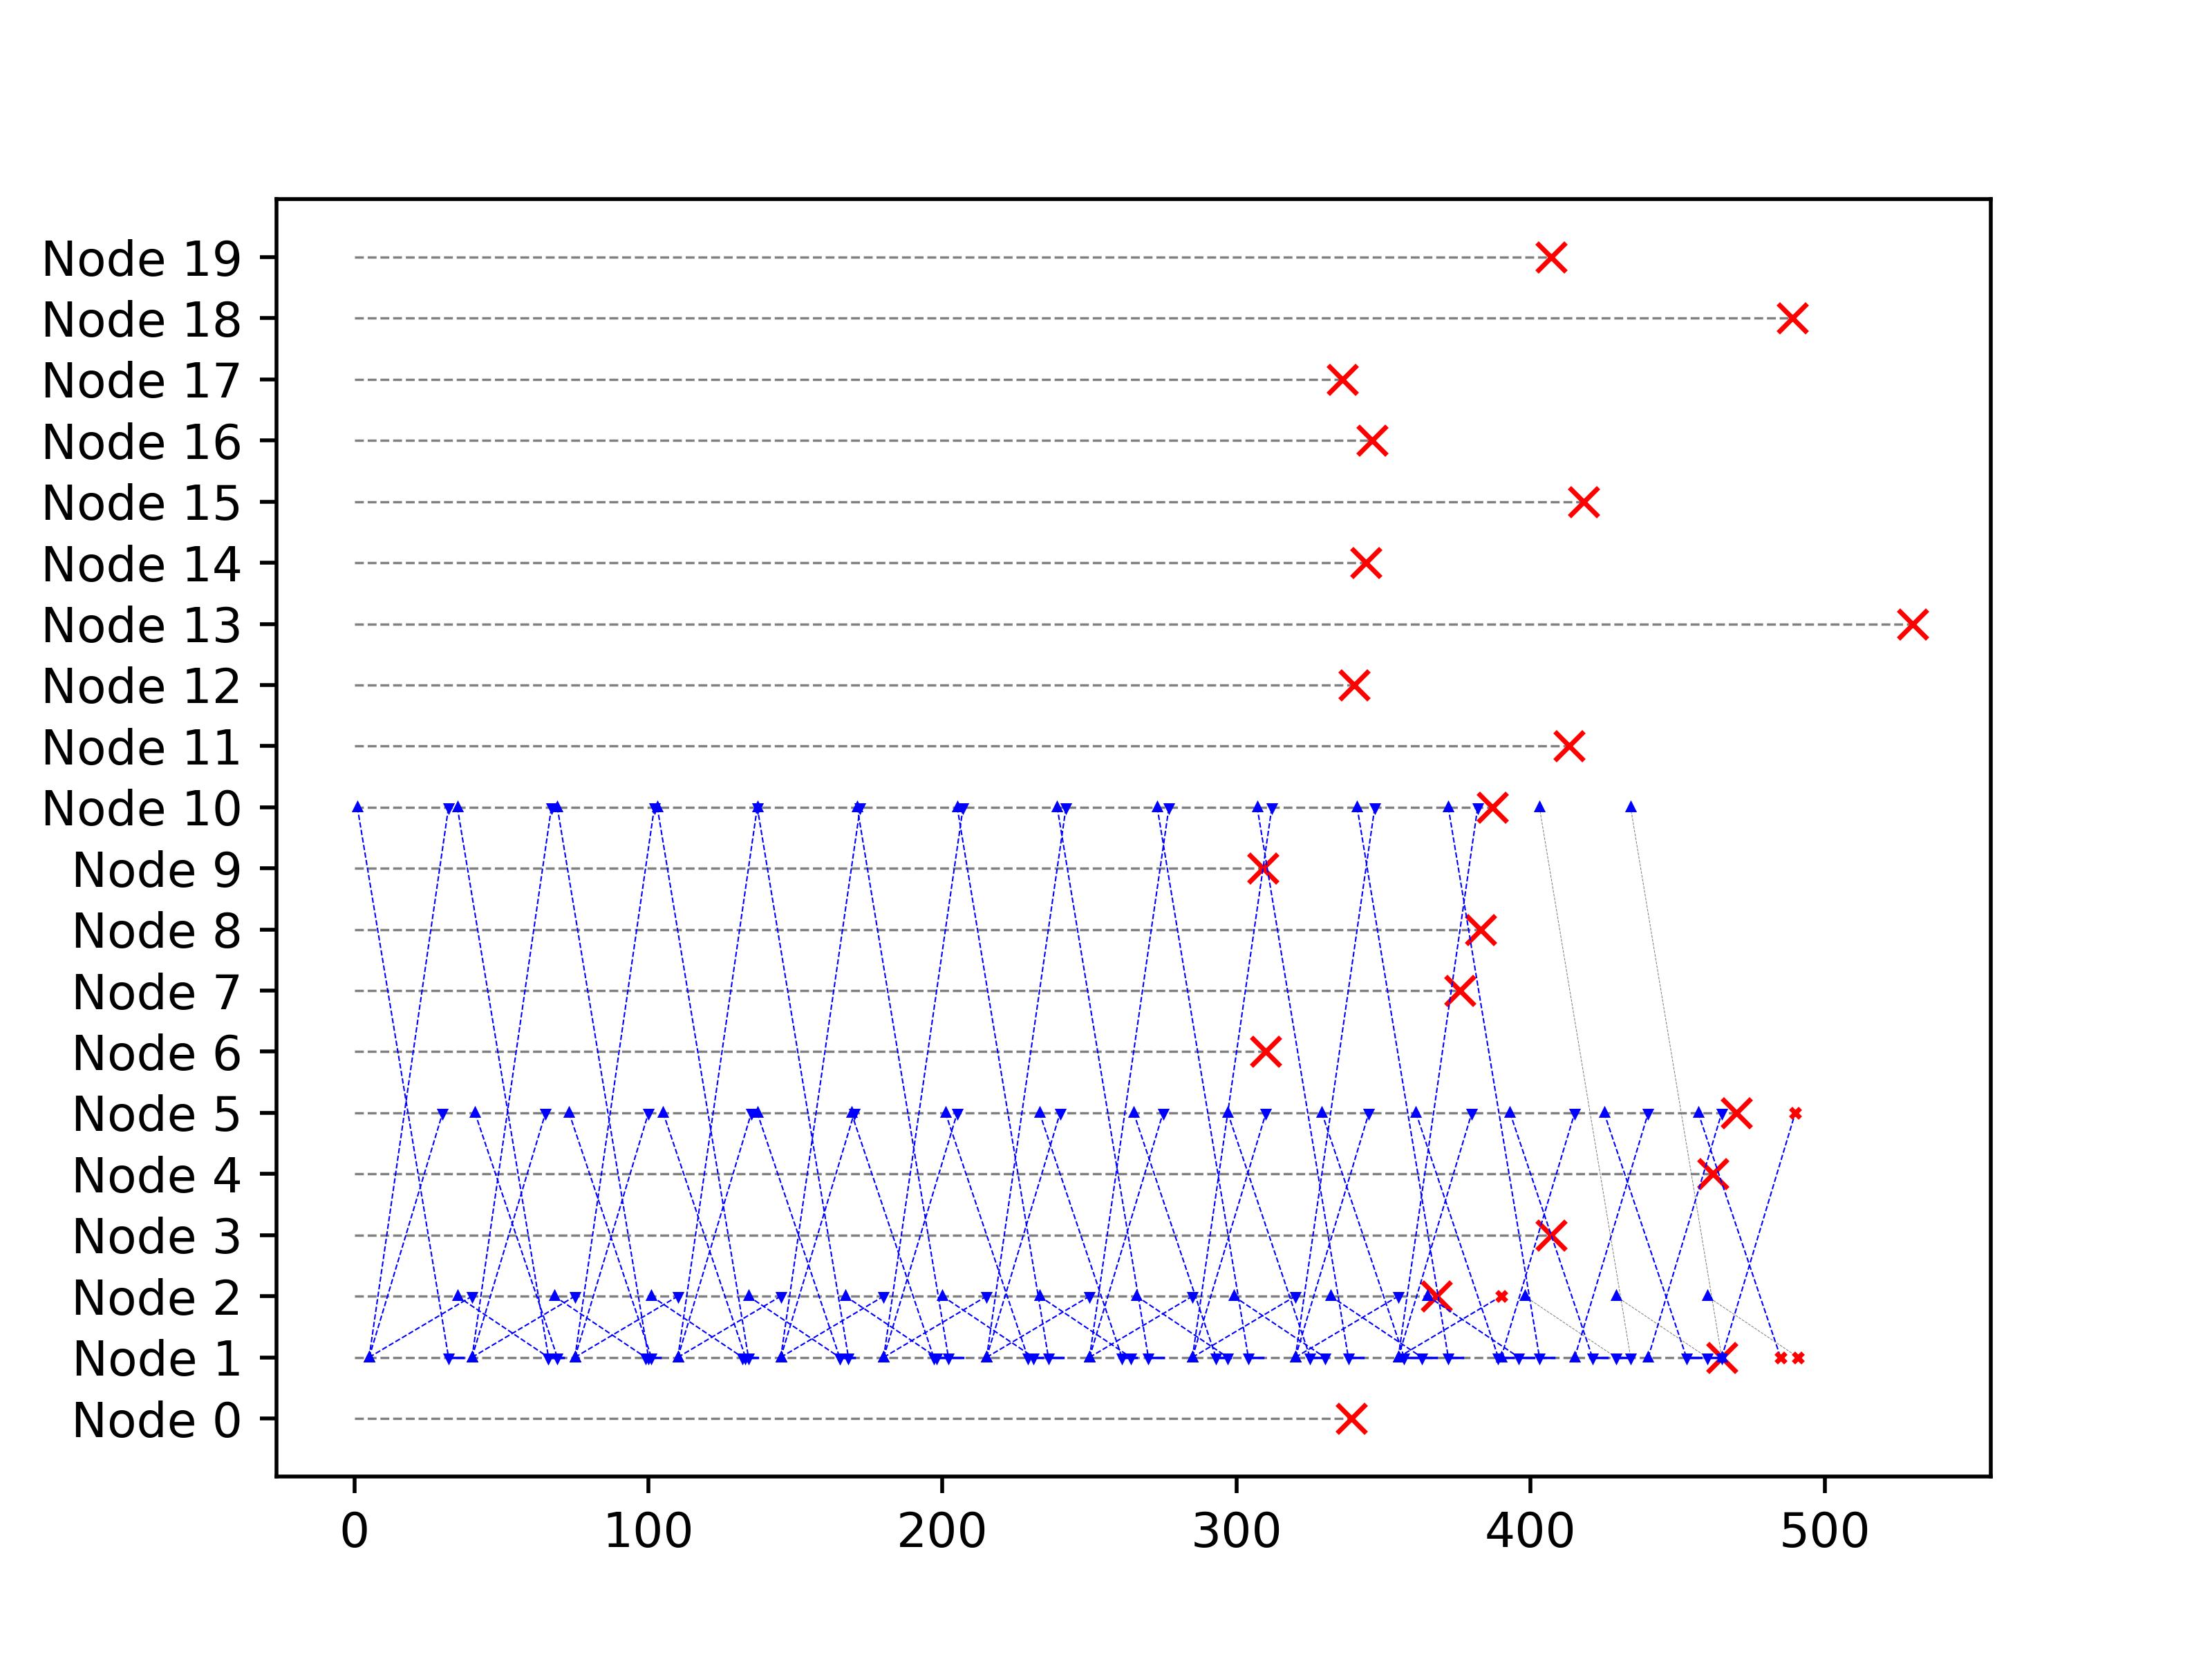 Node 19
Node 18
Node 17
Node 16
Node 15
Node 14
Node 13
Node 12
Node 11
Node 10
Node 9
Node 8
Node 7
Node 6
Node 5
Node 4
Node 3
Node 2
Node 1
Node 0
0 100 200 300 400 500